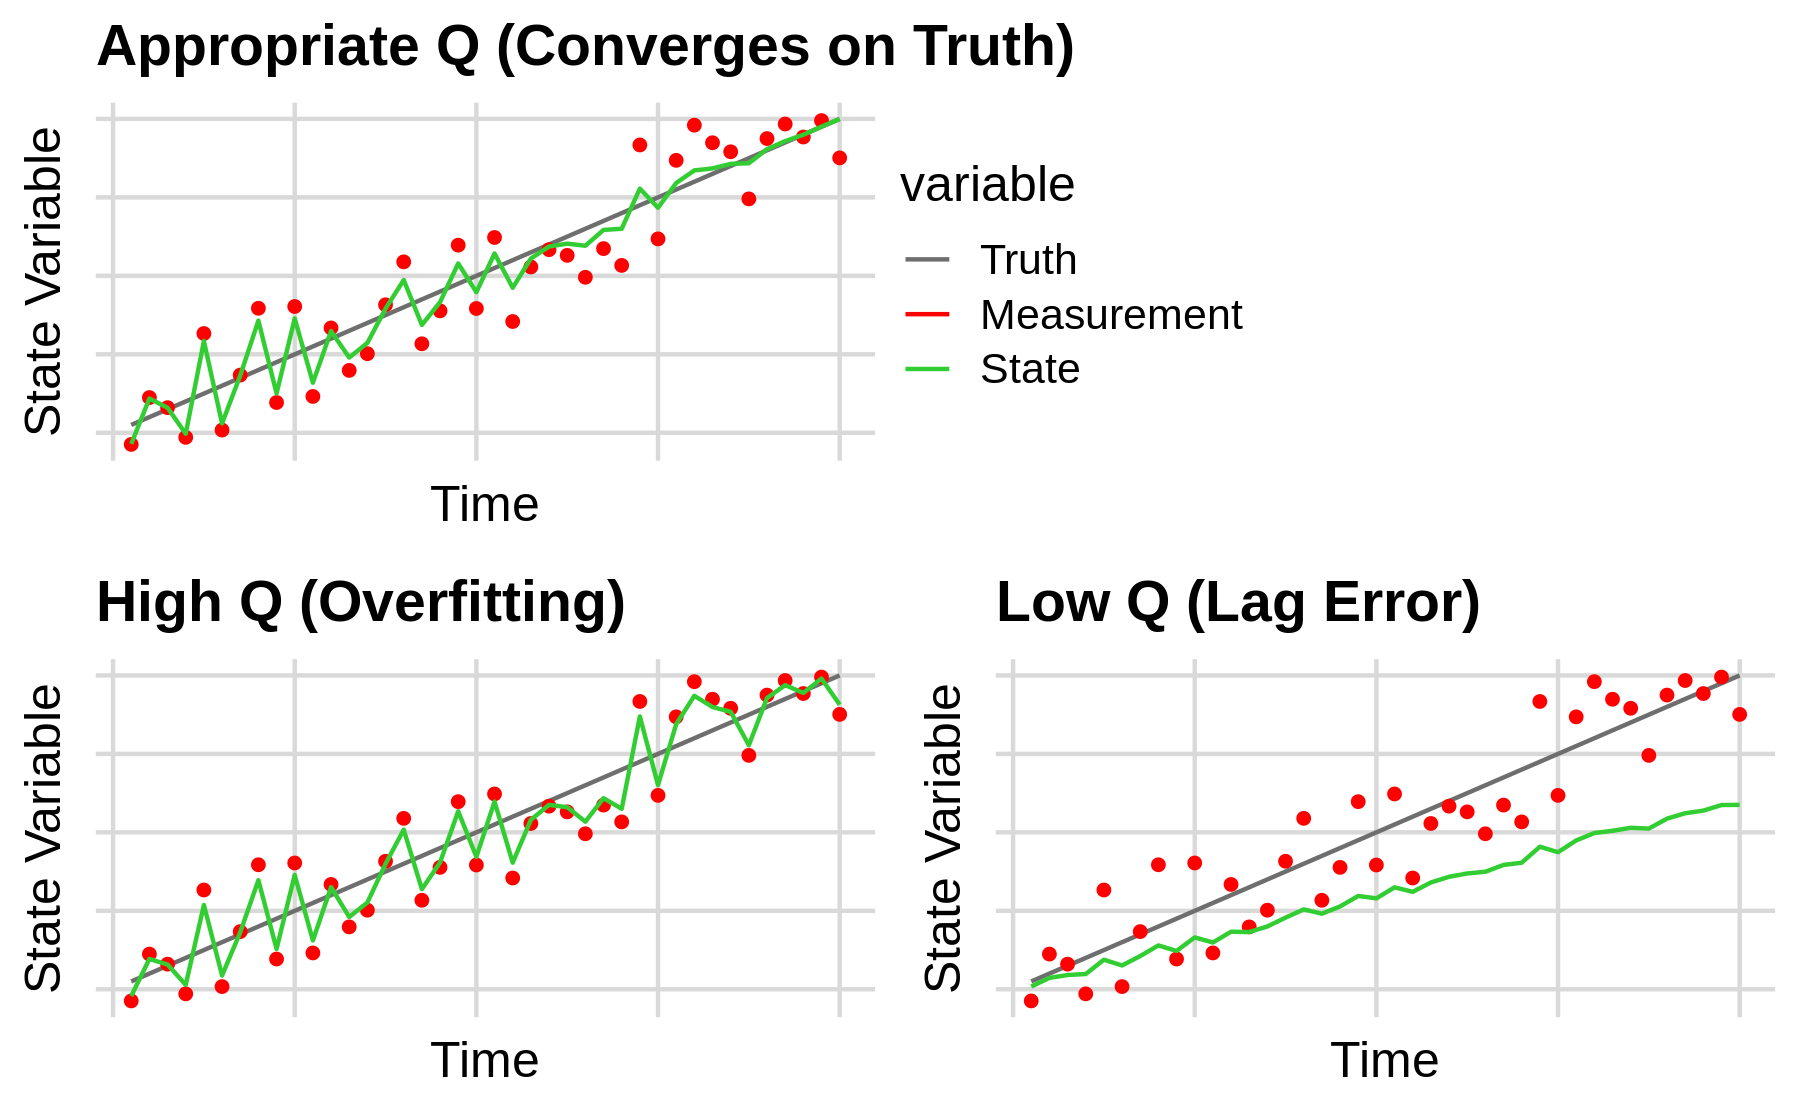 Appropriate Q (Converges on Truth)
State Variable
Time
variable
Truth
Measurement
State
High Q (Overfitting)
State Variable
Time
Low Q (Lag Error)
State Variable
Time